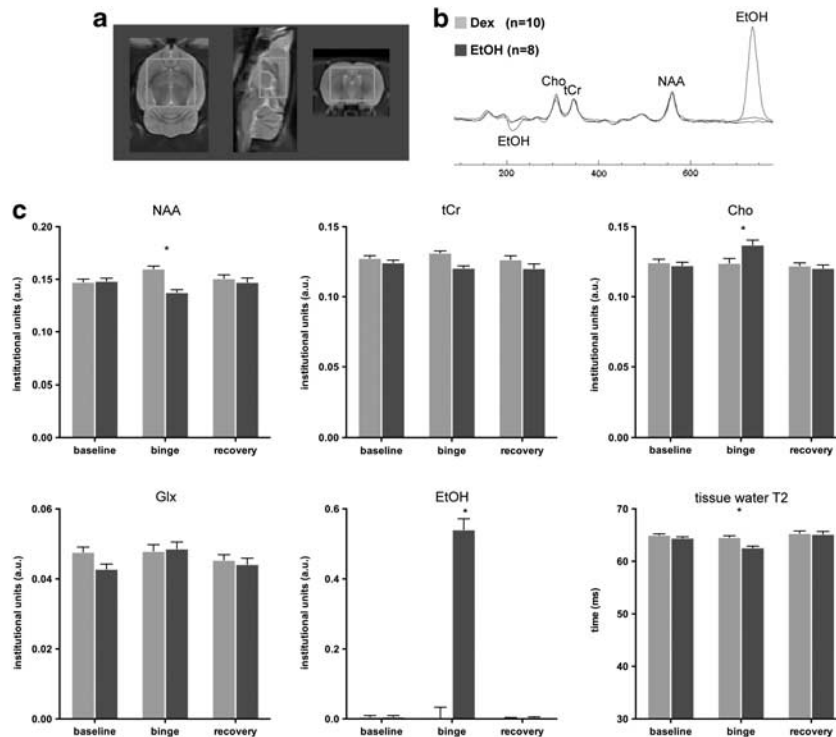 a
b
Dex (n=10)
EtOH (n=8)
EtOH
Cho
tCr
NAA
EtOH
200
400
600
c
NAA
institutional units (a.u.)
0.20
0.15
0.10
0.05
0.00
*
baseline
binge
recovery
tCr
institutional units (a.u.)
0.15
0.10
0.05
0.00
baseline
binge
recovery
Cho
institutional units (a.u.)
0.15
0.10
0.05
0.00
*
baseline
binge
recovery
Glx
institutional units (a.u.)
0.06
0.04
0.02
0.00
baseline
binge
recovery
EtOH
institutional units (a.u.)
0.6
0.4
0.2
0.0
*
baseline
binge
recovery
tissue water T2
time (ms)
70
60
50
40
30
*
baseline
binge
recovery